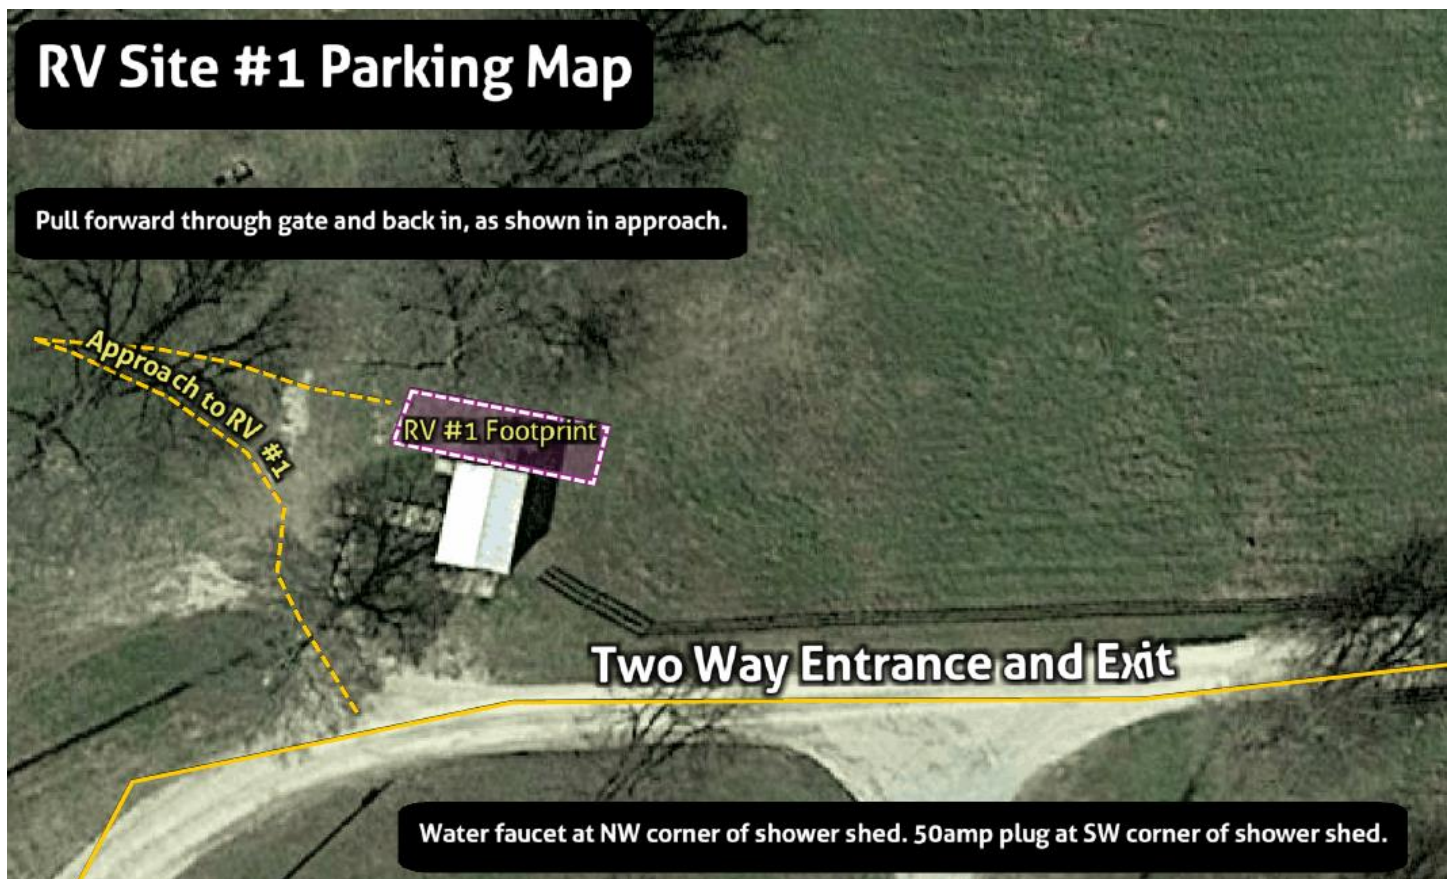 RV Site #1 Parking Map
Pull forward through gate and back in, as shown in approach.
Approach to RV #1
RV #1 Footprint
Two Way Entrance and Exit
Water faucet at NW corner of shower shed. 50amp plug at SW corner of shower shed.